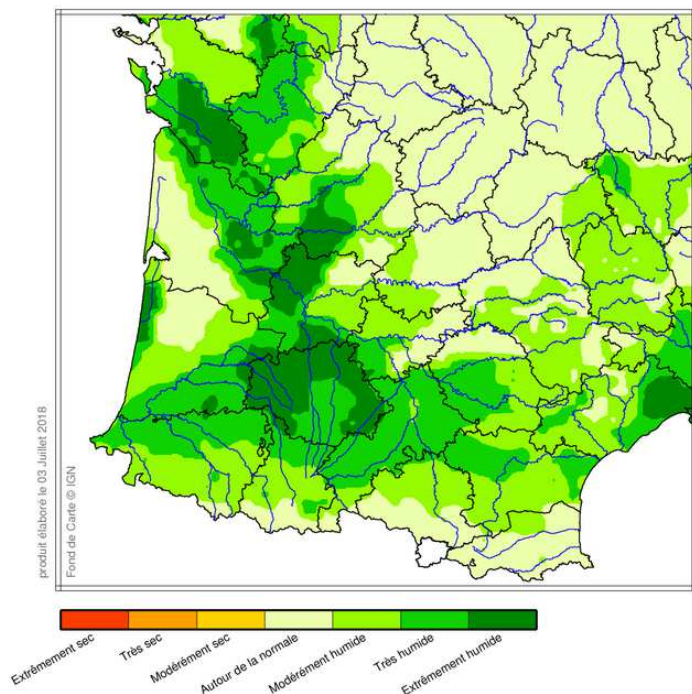 produit élaboré le 03 Juillet 2018
Fond de Carte © IGN
Extrêmement sec
Très sec
Modérément sec
Autour de la normale
Modérément humide
Très humide
Extrêmement humide